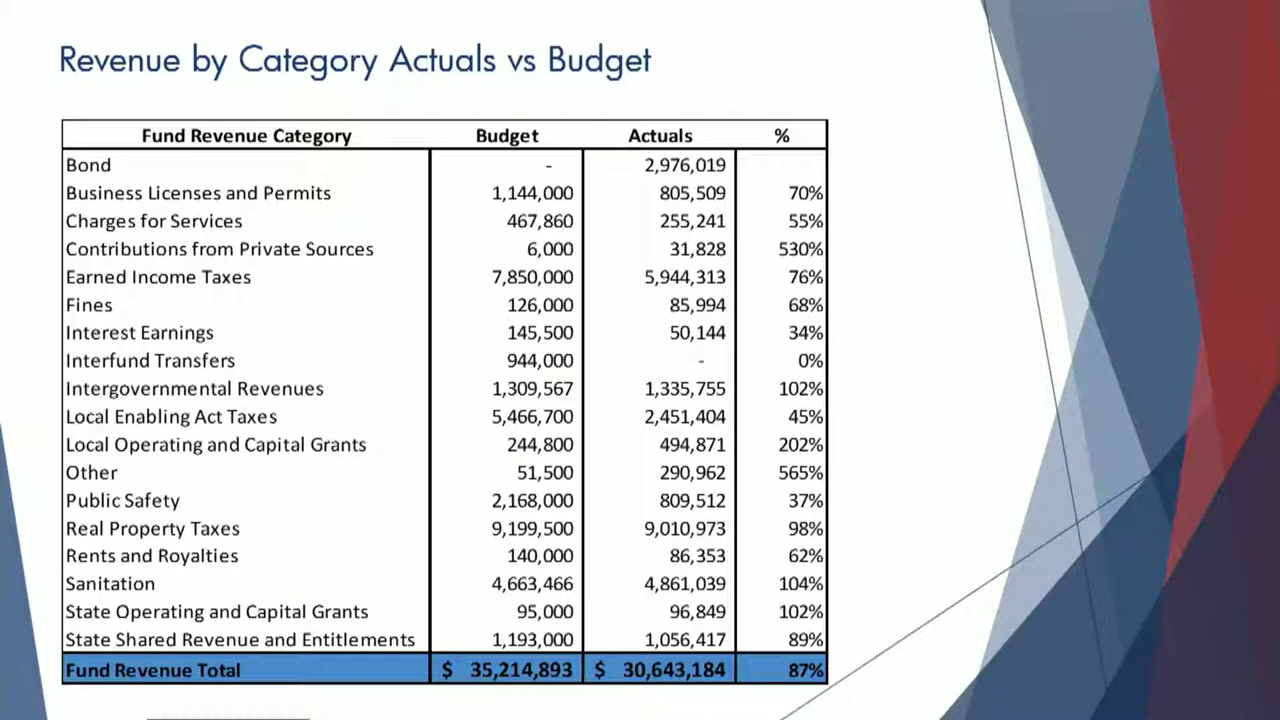 Revenue by Category Actuals vs Budget
Fund Revenue Category Budget Actuals %
Bond - 2,976,019
Business Licenses and Permits 1,144,000 805,509 70%
Charges for Services 467,860 255,241 55%
Contributions from Private Sources 6,000 31,828 530%
Earned Income Taxes 7,850,000 5,944,313 76%
Fines 126,000 85,994 68%
Interest Earnings 145,500 50,144 34%
Interfund Transfers 944,000 - 0%
Intergovernmental Revenues 1,309,567 1,335,755 102%
Local Enabling Act Taxes 5,466,700 2,451,404 45%
Local Operating and Capital Grants 244,800 494,871 202%
Other 51,500 290,962 565%
Public Safety 2,168,000 809,512 37%
Real Property Taxes 9,199,500 9,010,973 98%
Rents and Royalties 140,000 86,353 62%
Sanitation 4,663,466 4,861,039 104%
State Operating and Capital Grants 95,000 96,849 102%
State Shared Revenue and Entitlements 1,193,000 1,056,417 89%
Fund Revenue Total $ 35,214,893 $ 30,643,184 87%